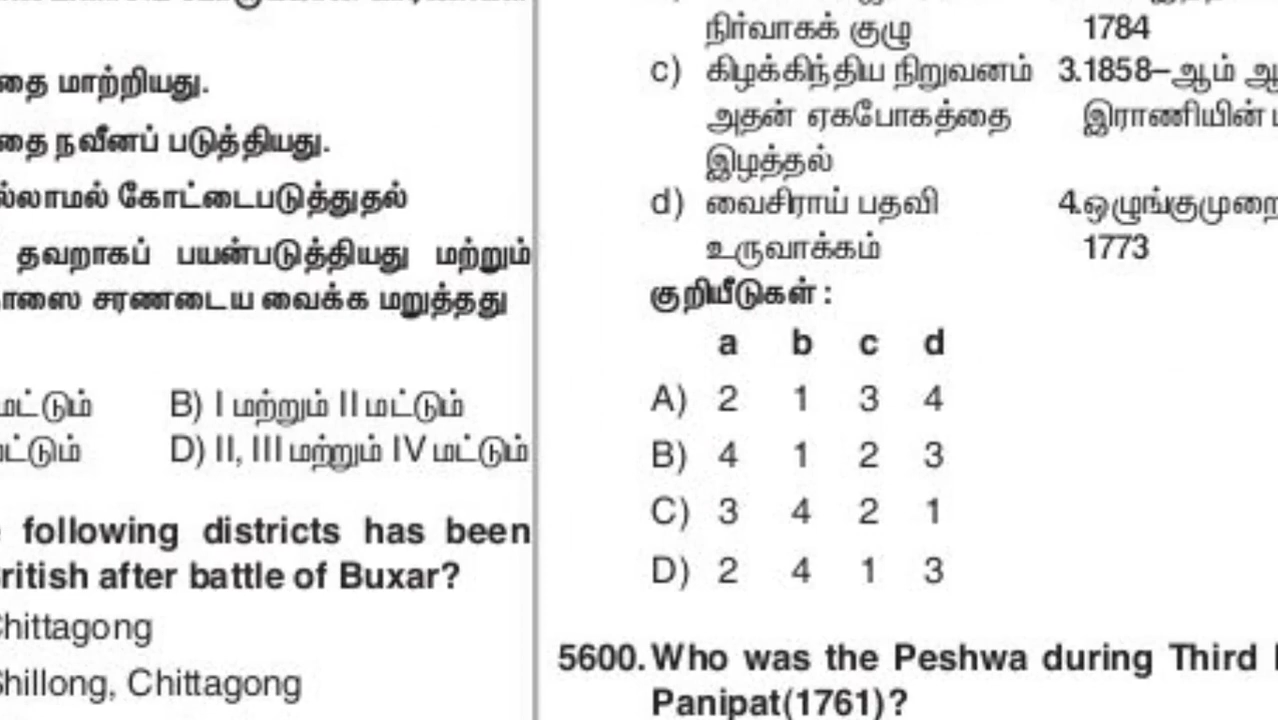 தை மாற்றியது.
தை நவீனப் படுத்தியது.
ல்லாமல் கோட்டைபடுத்துதல்
தவறாகப் பயன்படுத்தியது மற்றும்
சரணடைய வைக்க மறுத்தது
மட்டும் B) I மற்றும் II மட்டும்
மட்டும் D) II, III மற்றும் IV மட்டும்
following districts has been
ritish after battle of Buxar?
hittagong
hillong, Chittagong
நிர்வாகக் குழு 1784
c) கிழக்கிந்திய நிறுவனம் 3.1858–ஆம்
அதன் ஏகபோகத்தை இராணியின்
இழத்தல்
d) வைசிராய் பதவி 4.ஒழுங்குமுறை
உருவாக்கம் 1773
குறியீடுகள் :
a b c d
A) 2 1 3 4
B) 4 1 2 3
C) 3 4 2 1
D) 2 4 1 3
5600. Who was the Peshwa during Third
Panipat(1761)?